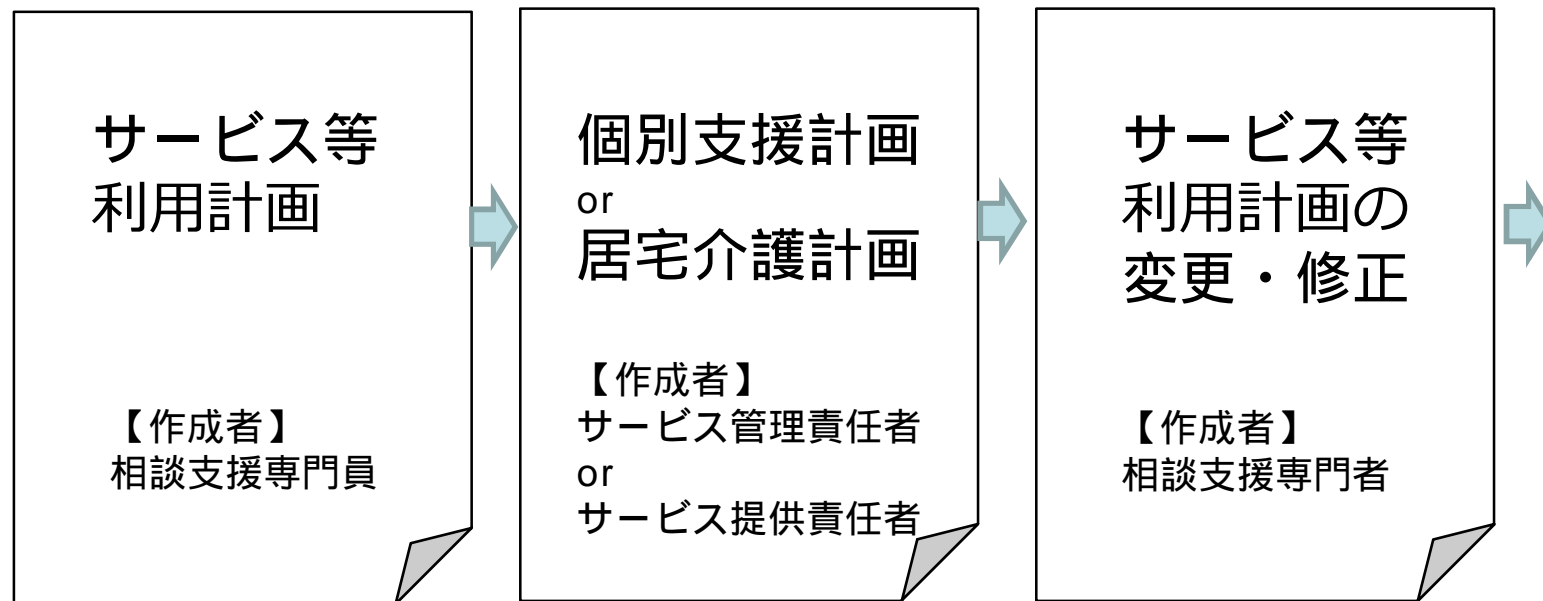 サービス等
利用計画
【作成者】
相談支援専門員
個別支援計画
or
居宅介護計画
【作成者】
サービス管理責任者
or
サービス提供責任者
サービス等
利用計画の
変更・修正
【作成者】
相談支援専門者